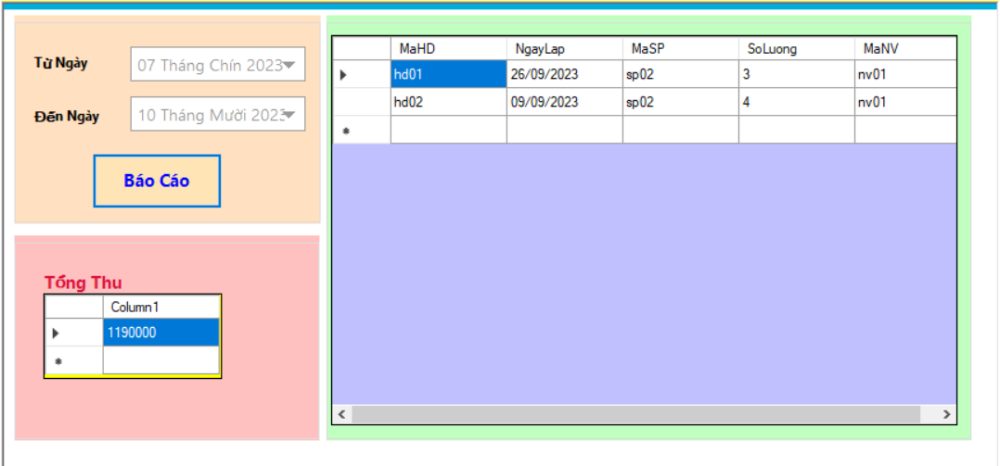 Từ Ngày
07 Tháng Chín 2023
Đến Ngày
10 Tháng Mười 2023
Báo Cáo
Tổng Thu
Column1
1190000
MaHD NgayLap MaSP SoLuong MaNV
hd01 26/09/2023 sp02 3 nv01
hd02 09/09/2023 sp02 4 nv01